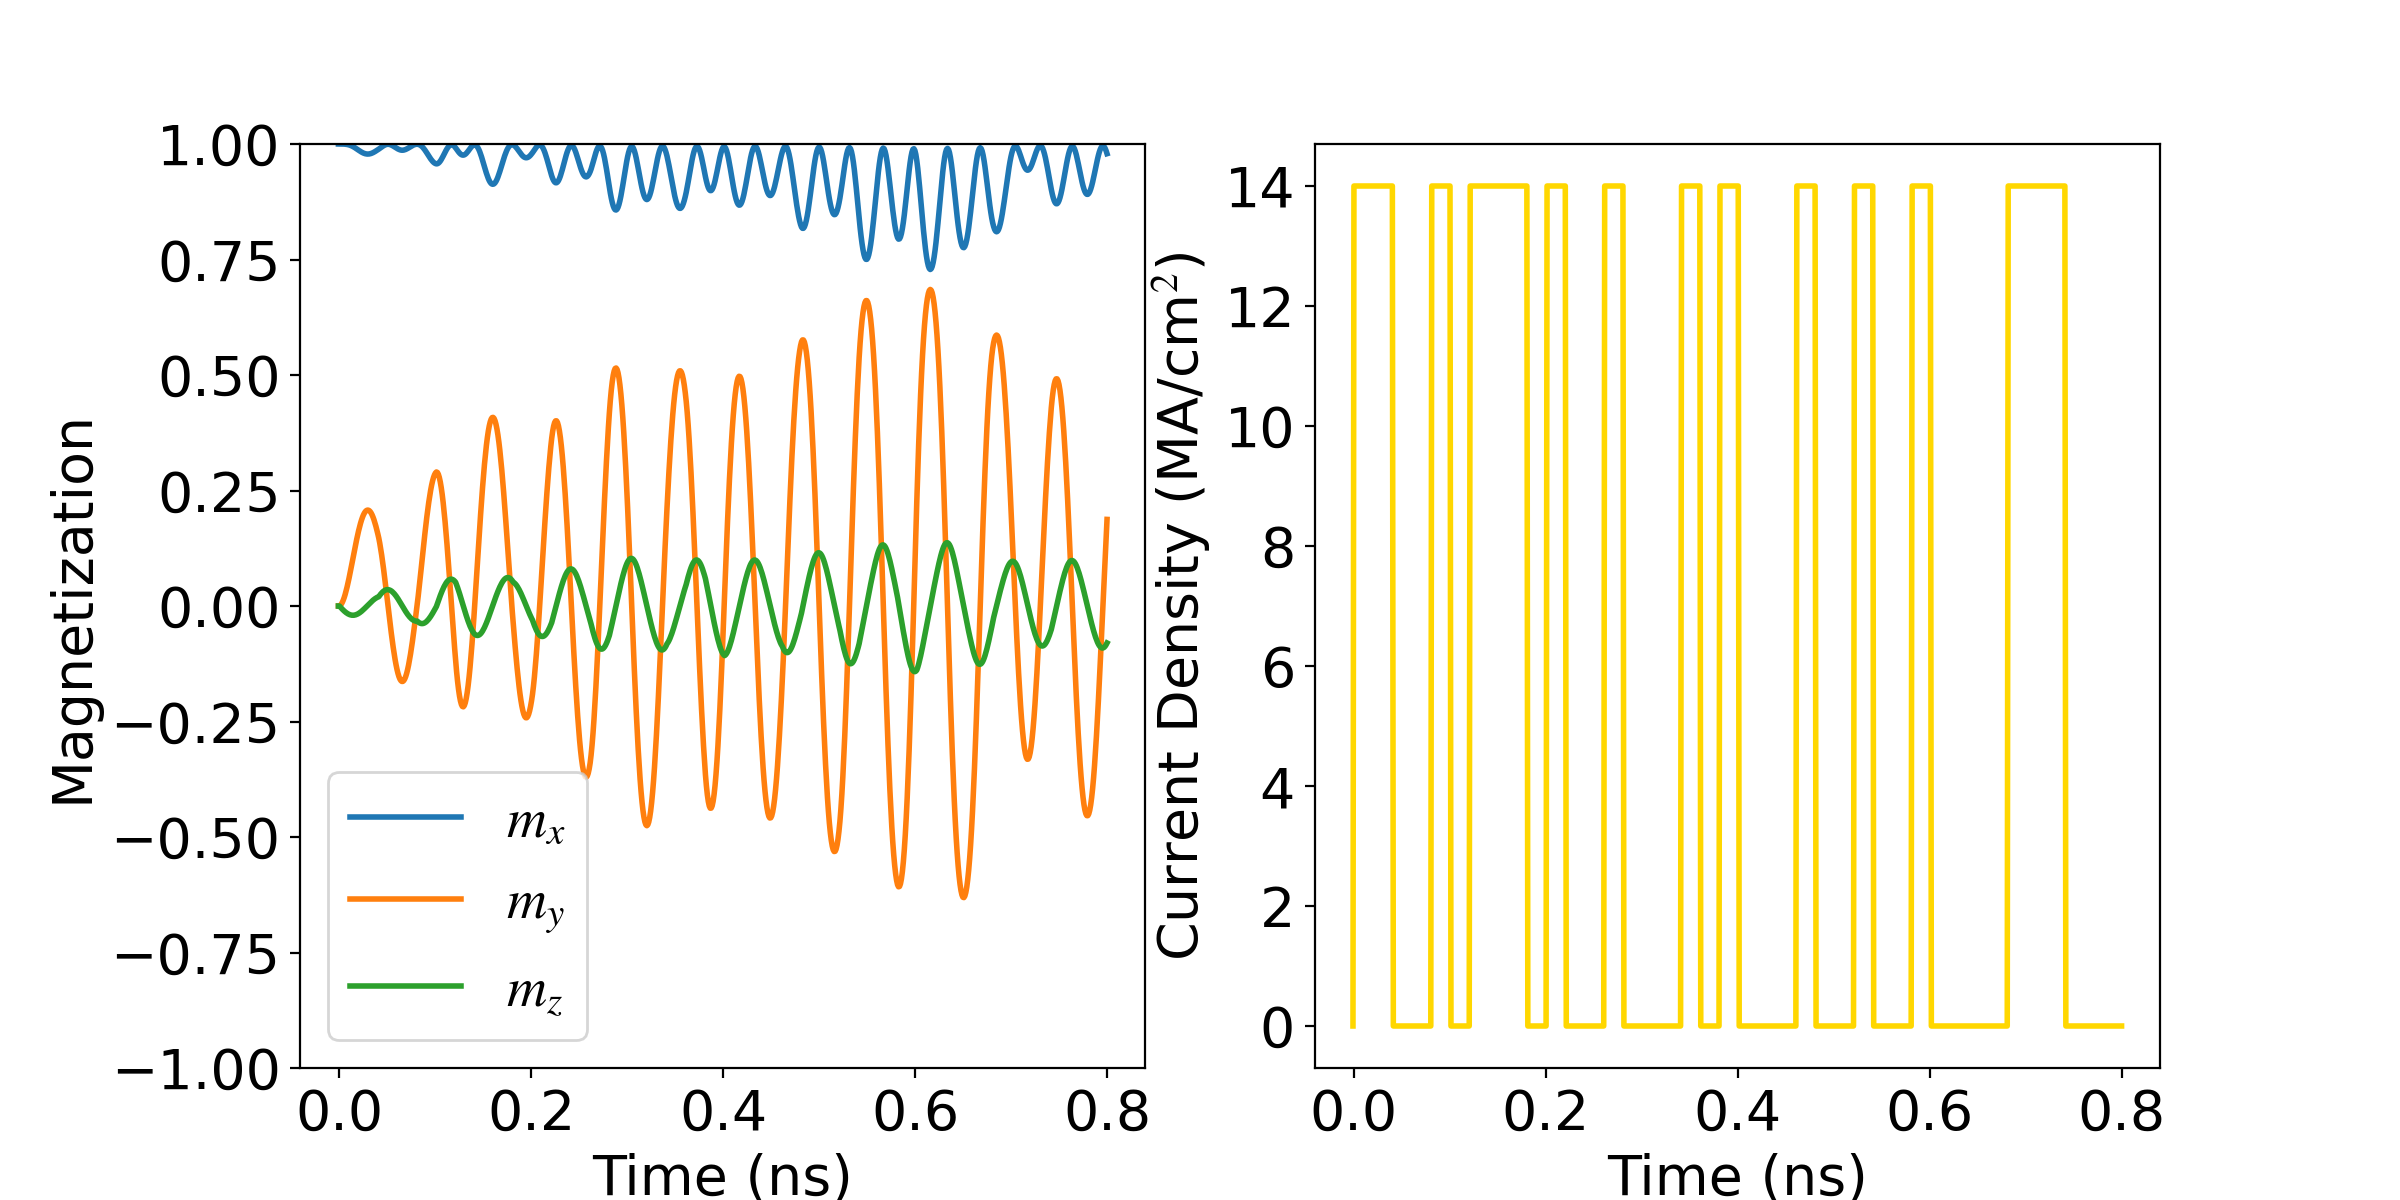 Magnetization
1.00
0.75
0.50
0.25
0.00
−0.25
−0.50
−0.75
−1.00
m_x
m_y
m_z
0.0 0.2 0.4 0.6 0.8
Time (ns)
Current Density (MA/cm²)
14
12
10
8
6
4
2
0
0.0 0.2 0.4 0.6 0.8
Time (ns)